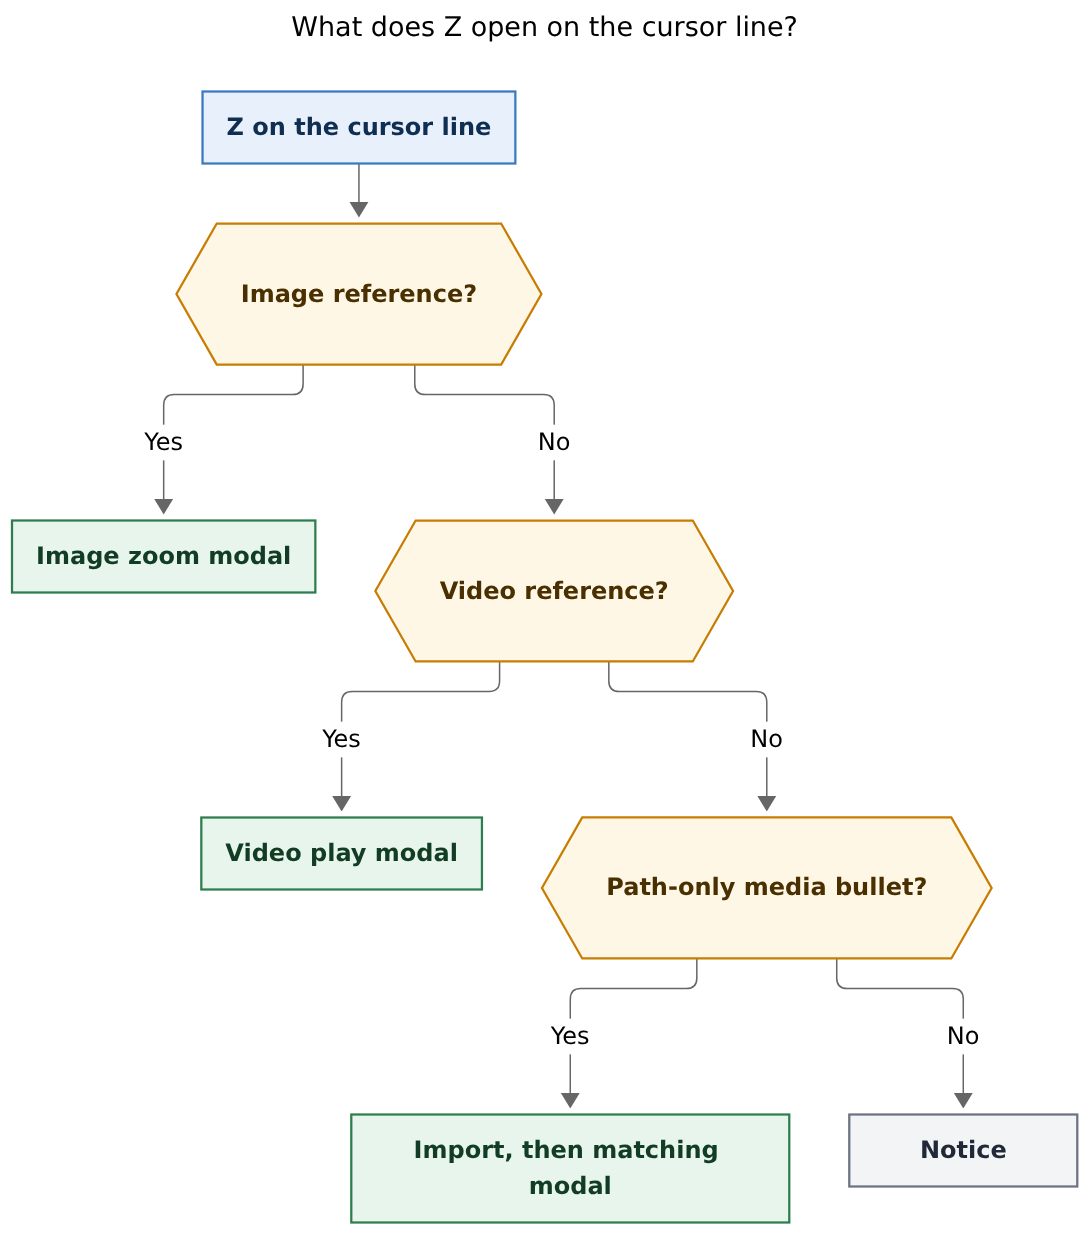 What does Z open on the cursor line?
Z on the cursor line
Image reference?
Yes
No
Image zoom modal
Video reference?
Yes
No
Video play modal
Path-only media bullet?
Yes
No
Import, then matching
modal
Notice